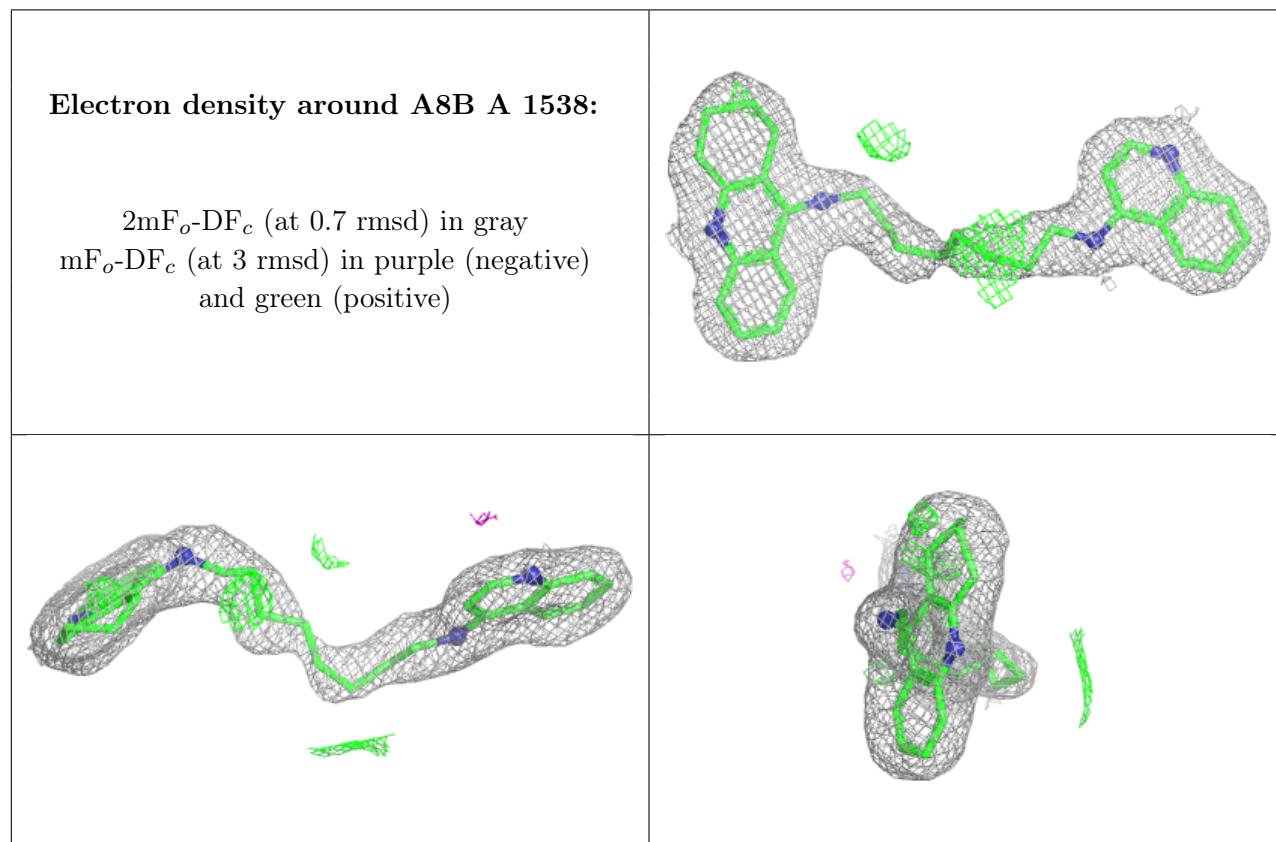 Electron density around A8B A 1538:
2mFo-DFc (at 0.7 rmsd) in gray
mFo-DFc (at 3 rmsd) in purple (negative)
and green (positive)